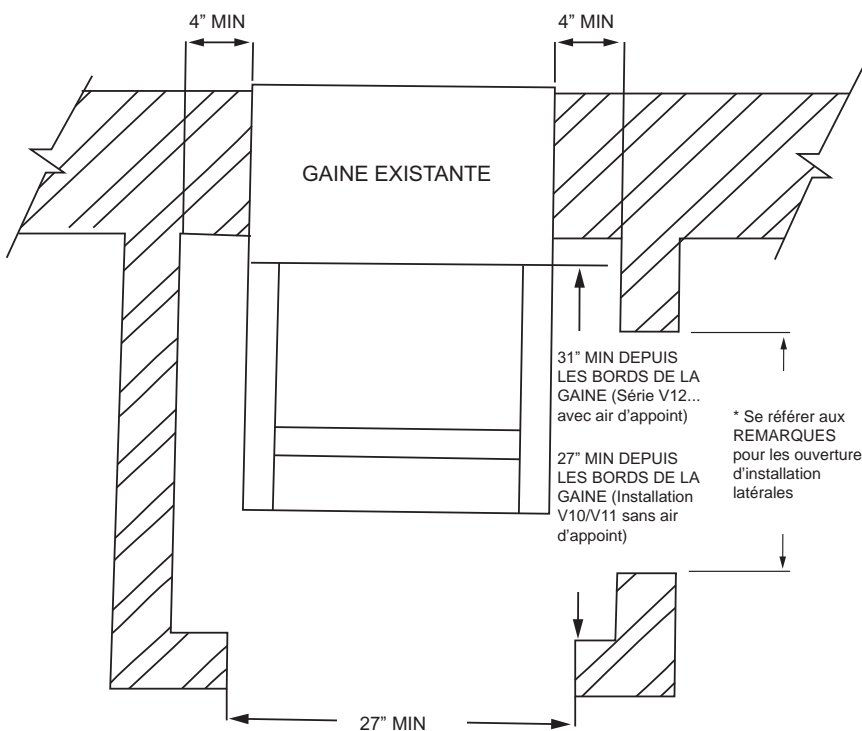 4” MIN
4” MIN
GAINE EXISTANTE
31” MIN DEPUIS
LES BORDS DE LA
GAINE (Série V12...
avec air d’appoint)
27” MIN DEPUIS
LES BORDS DE LA
GAINE (Installation
V10/V11 sans air
d’appoint)
* Se référer aux
REMARQUES
pour les ouverture
d’installation
latérales
27” MIN